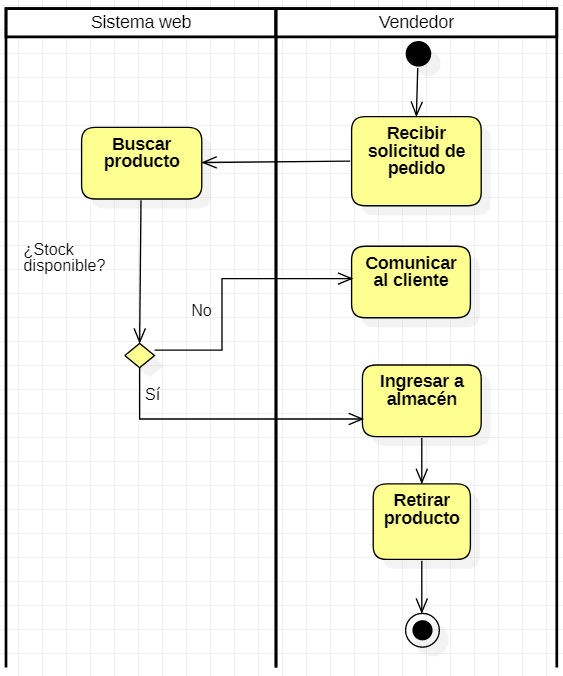 Sistema web
Vendedor
Recibir
solicitud de
pedido
Buscar
producto
¿Stock
disponible?
No
Comunicar
al cliente
Sí
Ingresar a
almacén
Retirar
producto